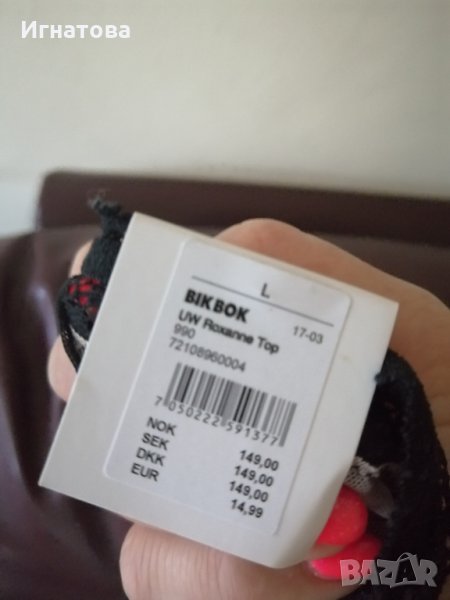 Игнатова
L
BIKBOK
17-03
UW Roxanne Top
990
72108960004
7 050222 591377
NOK 149,00
SEK 149,00
DKK 149,00
EUR 14,99
BAZAR